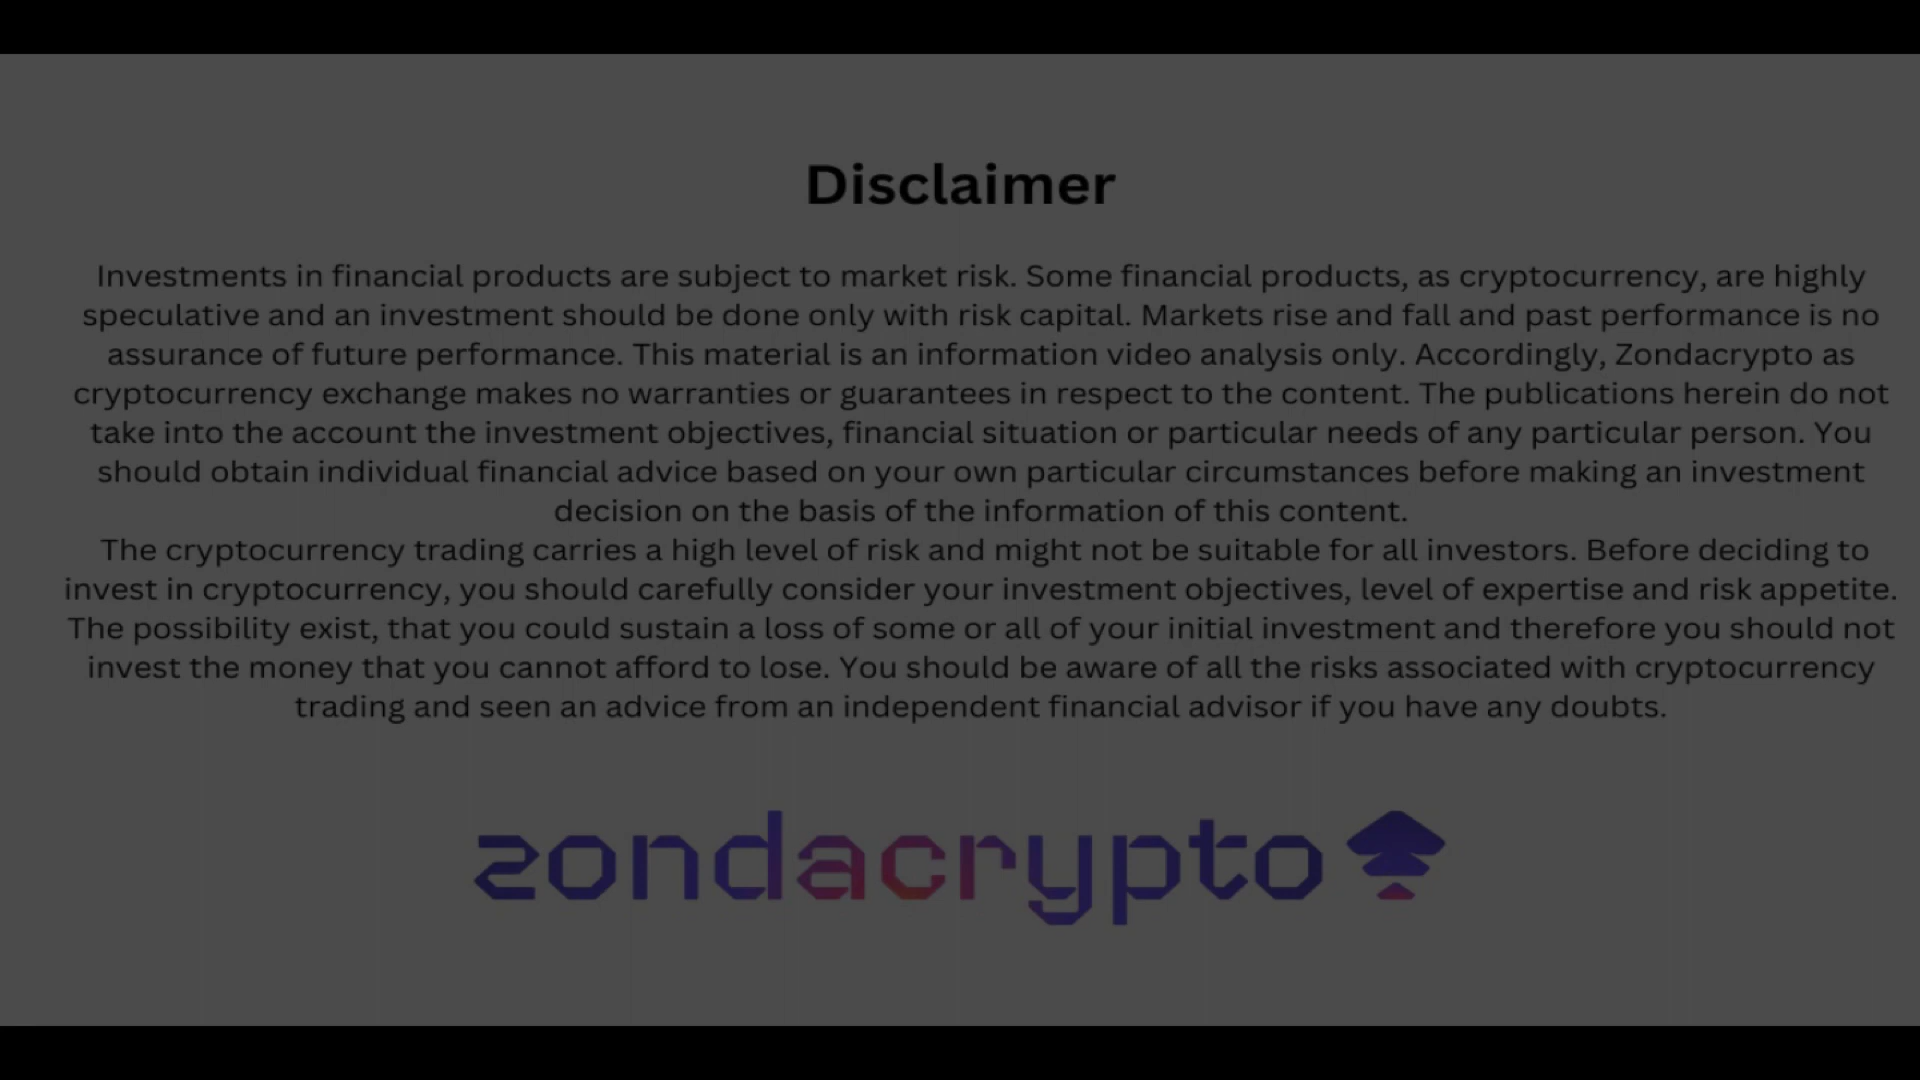 Disclaimer
Investments in financial products are subject to market risk. Some financial products, as cryptocurrency, are highly
speculative and an investment should be done only with risk capital. Markets rise and fall and past performance is no
assurance of future performance. This material is an information video analysis only. Accordingly, Zondacrypto as
cryptocurrency exchange makes no warranties or guarantees in respect to the content. The publications herein do not
take into the account the investment objectives, financial situation or particular needs of any particular person. You
should obtain individual financial advice based on your own particular circumstances before making an investment
decision on the basis of the information of this content.
The cryptocurrency trading carries a high level of risk and might not be suitable for all investors. Before deciding to
invest in cryptocurrency, you should carefully consider your investment objectives, level of expertise and risk appetite.
The possibility exist, that you could sustain a loss of some or all of your initial investment and therefore you should not
invest the money that you cannot afford to lose. You should be aware of all the risks associated with cryptocurrency
trading and seen an advice from an independent financial advisor if you have any doubts.
zondacrypto